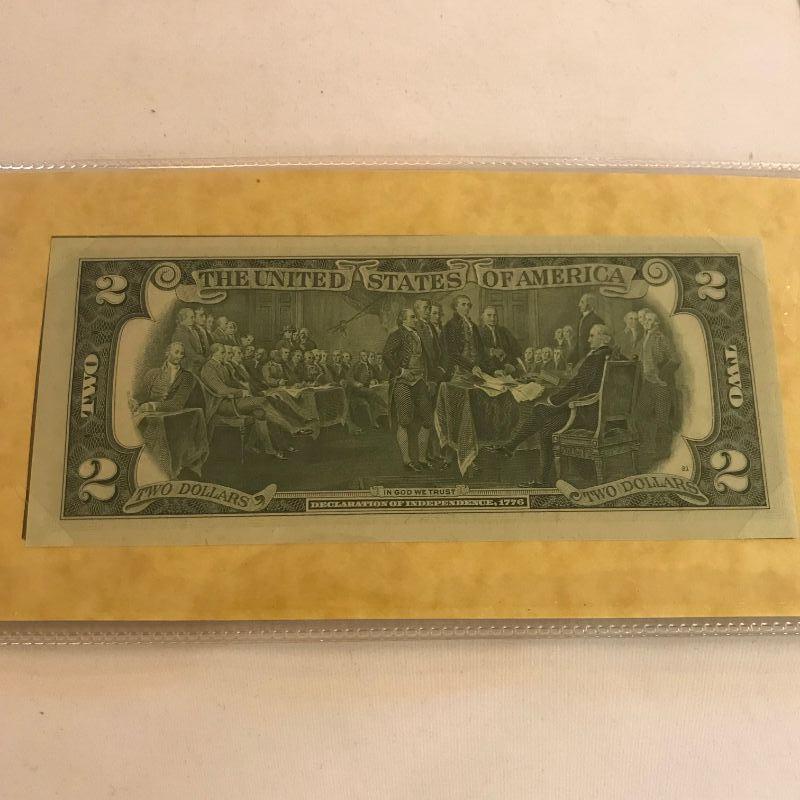 THE UNITED STATES OF AMERICA
2
2
TWO
TWO
2
2
TWO DOLLARS
TWO DOLLARS
IN GOD WE TRUST
DECLARATION OF INDEPENDENCE, 1776